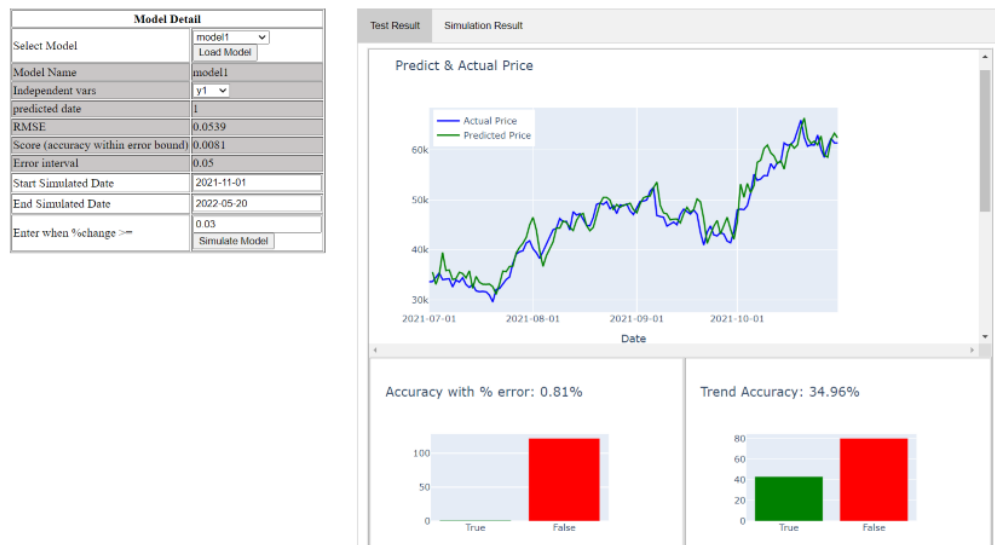 Model Detail
Select Model
model1
Load Model
Model Name model1
Independent vars y1
predicted date 1
RMSE 0.0539
Score (accuracy within error bound) 0.0081
Error interval 0.05
Start Simulated Date 2021-11-01
End Simulated Date 2022-05-20
Enter when %change >=
0.03
Simulate Model
Test Result Simulation Result
Predict & Actual Price
Actual Price
Predicted Price
60k
50k
40k
30k
2021-07-01 2021-08-01 2021-09-01 2021-10-01
Date
Accuracy with % error: 0.81%
100
50
0
True False
Trend Accuracy: 34.96%
80
60
40
20
0
True False